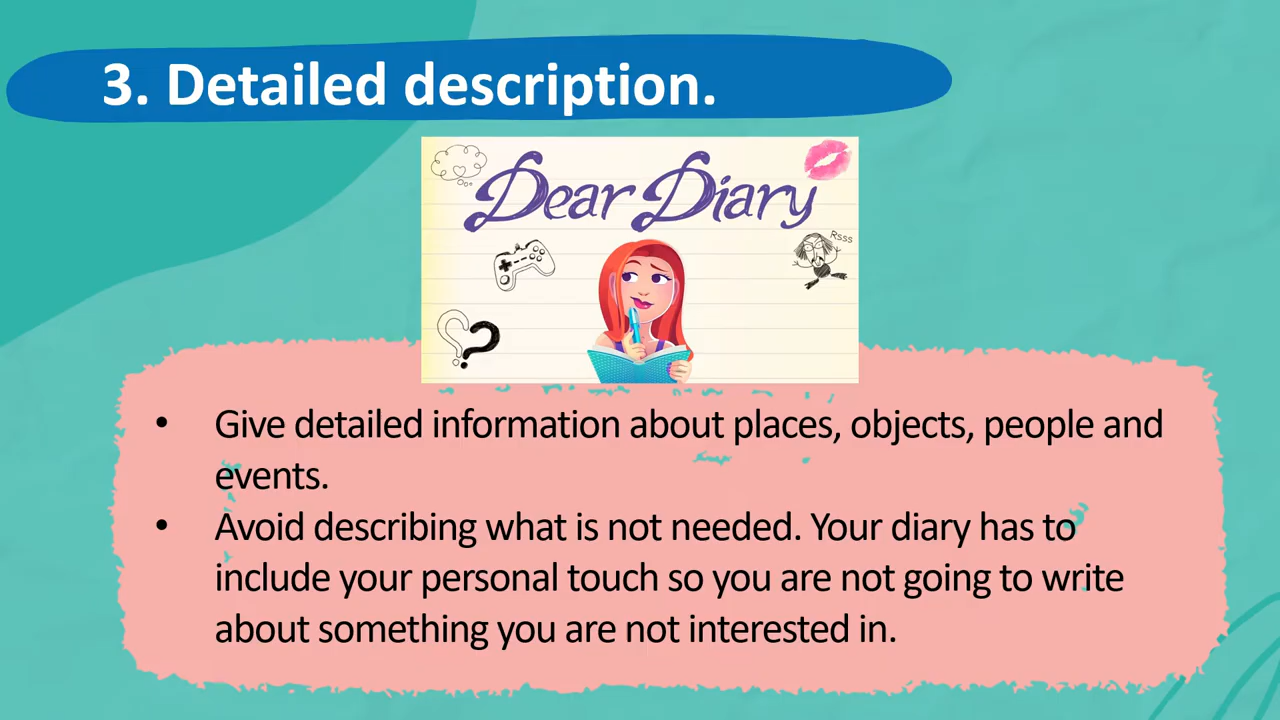 3. Detailed description.
Dear Diary
Rsss
• Give detailed information about places, objects, people and
events.
• Avoid describing what is not needed. Your diary has to
include your personal touch so you are not going to write
about something you are not interested in.